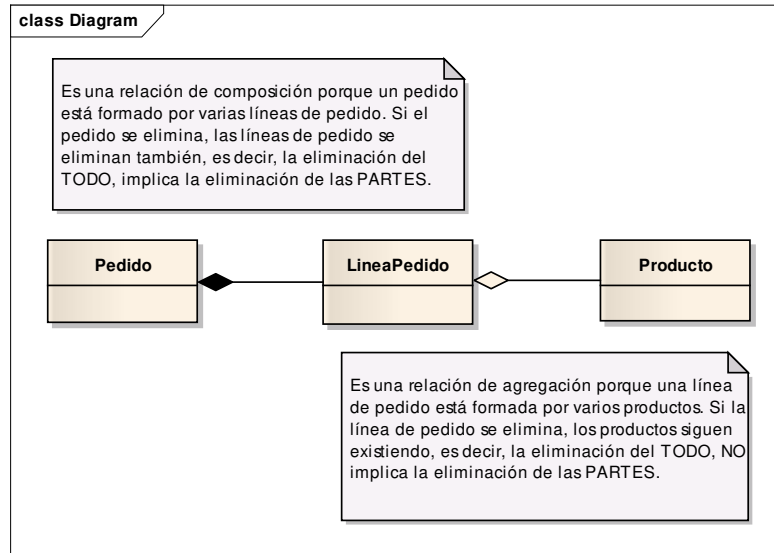 class Diagram
Es una relación de composición porque un pedido
está formado por varias líneas de pedido. Si el
pedido se elimina, las líneas de pedido se
eliminan también, es decir, la eliminación del
TODO, implica la eliminación de las PARTES.
Pedido
LineaPedido
Producto
Es una relación de agregación porque una línea
de pedido está formada por varios productos. Si la
línea de pedido se elimina, los productos siguen
existiendo, es decir, la eliminación del TODO, NO
implica la eliminación de las PARTES.